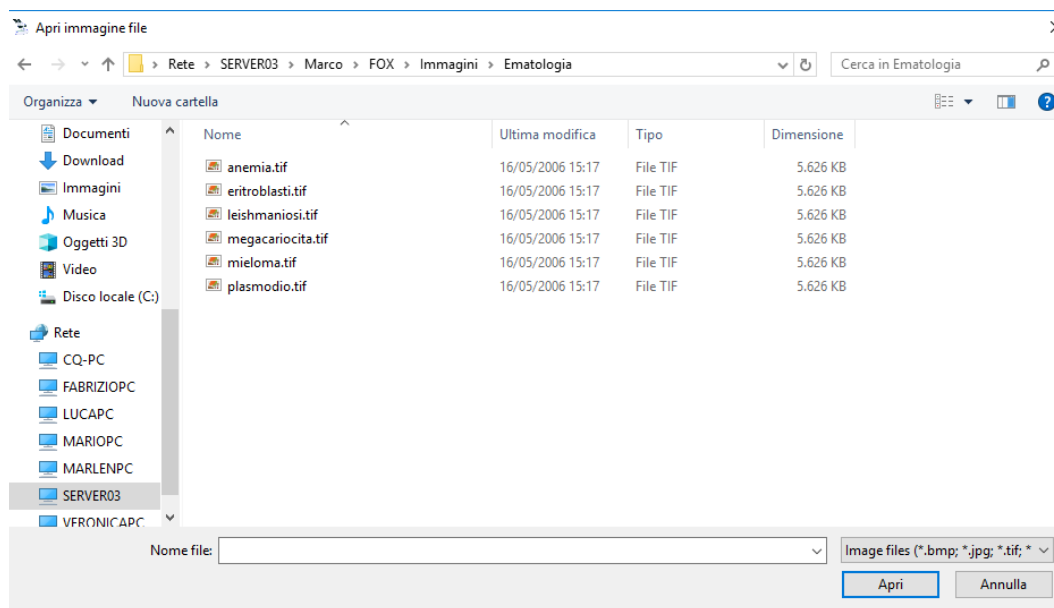 Apri immagine file
Rete > SERVER03 > Marco > FOX > Immagini > Ematologia
Cerca in Ematologia
Organizza
Nuova cartella
Nome Ultima modifica Tipo Dimensione
anemia.tif 16/05/2006 15:17 File TIF 5.626 KB
eritroblasti.tif 16/05/2006 15:17 File TIF 5.626 KB
leishmaniosi.tif 16/05/2006 15:17 File TIF 5.626 KB
megacariocita.tif 16/05/2006 15:17 File TIF 5.626 KB
mieloma.tif 16/05/2006 15:17 File TIF 5.626 KB
plasmodio.tif 16/05/2006 15:17 File TIF 5.626 KB
Documenti
Download
Immagini
Musica
Oggetti 3D
Video
Disco locale (C:)
Rete
CQ-PC
FABRIZIOPC
LUCAPC
MARIOPC
MARLENPC
SERVER03
VERONICAPC
Nome file:
Image files (*.bmp; *.jpg; *.tif; *
Apri
Annulla